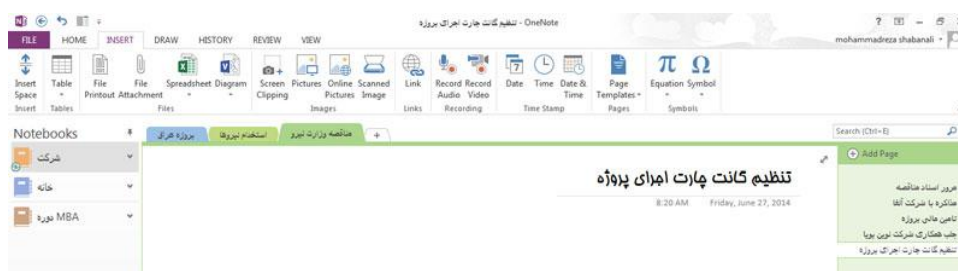 تنظیم گانت چارت اجرای پروژه - OneNote
FILE HOME INSERT DRAW HISTORY REVIEW VIEW
mohammadreza shabanali
Insert Space
Table
File Printout
File Attachment
Spreadsheet
Diagram
Screen Clipping
Pictures
Online Pictures
Scanned Image
Link
Record Audio
Record Video
Date
Time
Date & Time
Page Templates
Equation
Symbol
Insert Tables Files Images Links Recording Time Stamp Pages Symbols
Notebooks
شرکت
خانه
دوره MBA
پروژه عراق
استخدام نیروها
مناقصه وزارت نیرو
Search (Ctrl+E)
Add Page
تنظیم گانت چارت اجرای پروژه
8:20 AM Friday, June 27, 2014
مرور اسناد مناقصه
مذاکره با شرکت آلفا
تامین مالی پروژه
جلب همکاری شرکت نوین پویا
تنظیم گانت چارت اجرای پروژه